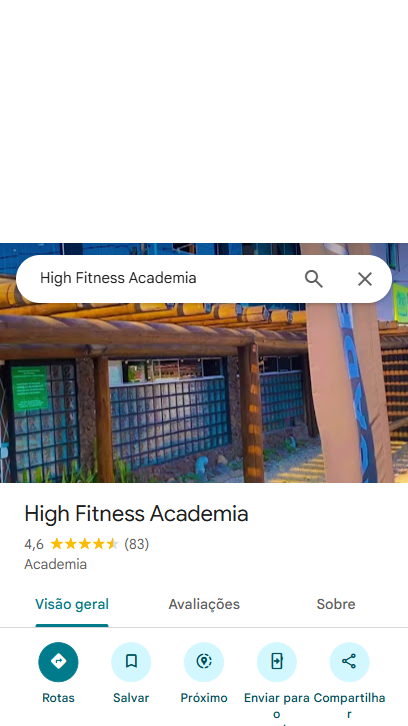 High Fitness Academia
High Fitness Academia
4,6 (83)
Academia
Visão geral Avaliações Sobre
Rotas Salvar Próximo Enviar para Compartilha
o r